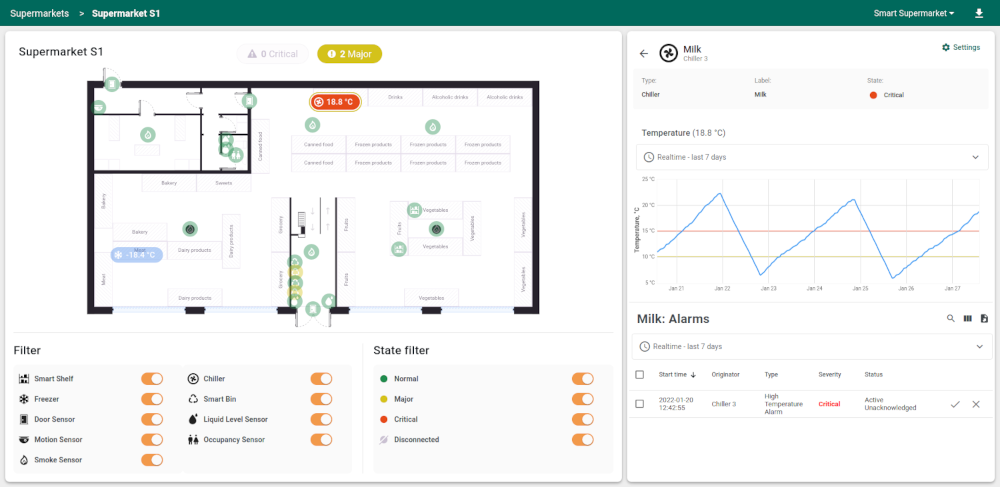 Supermarkets > Supermarket S1
Smart Supermarket
Supermarket S1
0 Critical
2 Major
18.8 °C
Drinks
Alcoholic drinks
Alcoholic drinks
Canned food
Canned food
Frozen products
Frozen products
Frozen products
Canned food
Frozen products
Frozen products
Frozen products
Bakery
Sweets
Bakery
Bakery
Grocery
Fruits
Fruits
Vegetables
Vegetables
Vegetables
Meat
Dairy products
Dairy products
Vegetables
-18.4 °C
Meat
Grocery
Fruits
Vegetables
Dairy products
Vegetables
Filter
Smart Shelf
Chiller
Freezer
Smart Bin
Door Sensor
Liquid Level Sensor
Motion Sensor
Occupancy Sensor
Smoke Sensor
State filter
Normal
Major
Critical
Disconnected
Milk
Chiller 3
Settings
Type
Label:
State:
Chiller
Milk
Critical
Temperature (18.8 °C)
Realtime - last 7 days
25 °C
20 °C
15 °C
10 °C
5 °C
Temperature, °C
Jan 21
Jan 22
Jan 23
Jan 24
Jan 25
Jan 26
Jan 27
Milk: Alarms
Realtime - last 7 days
Start time
Originator
Type
Severity
Status
2022-01-20
12:42:55
Chiller 3
High
Temperature
Alarm
Critical
Active
Unacknowledged